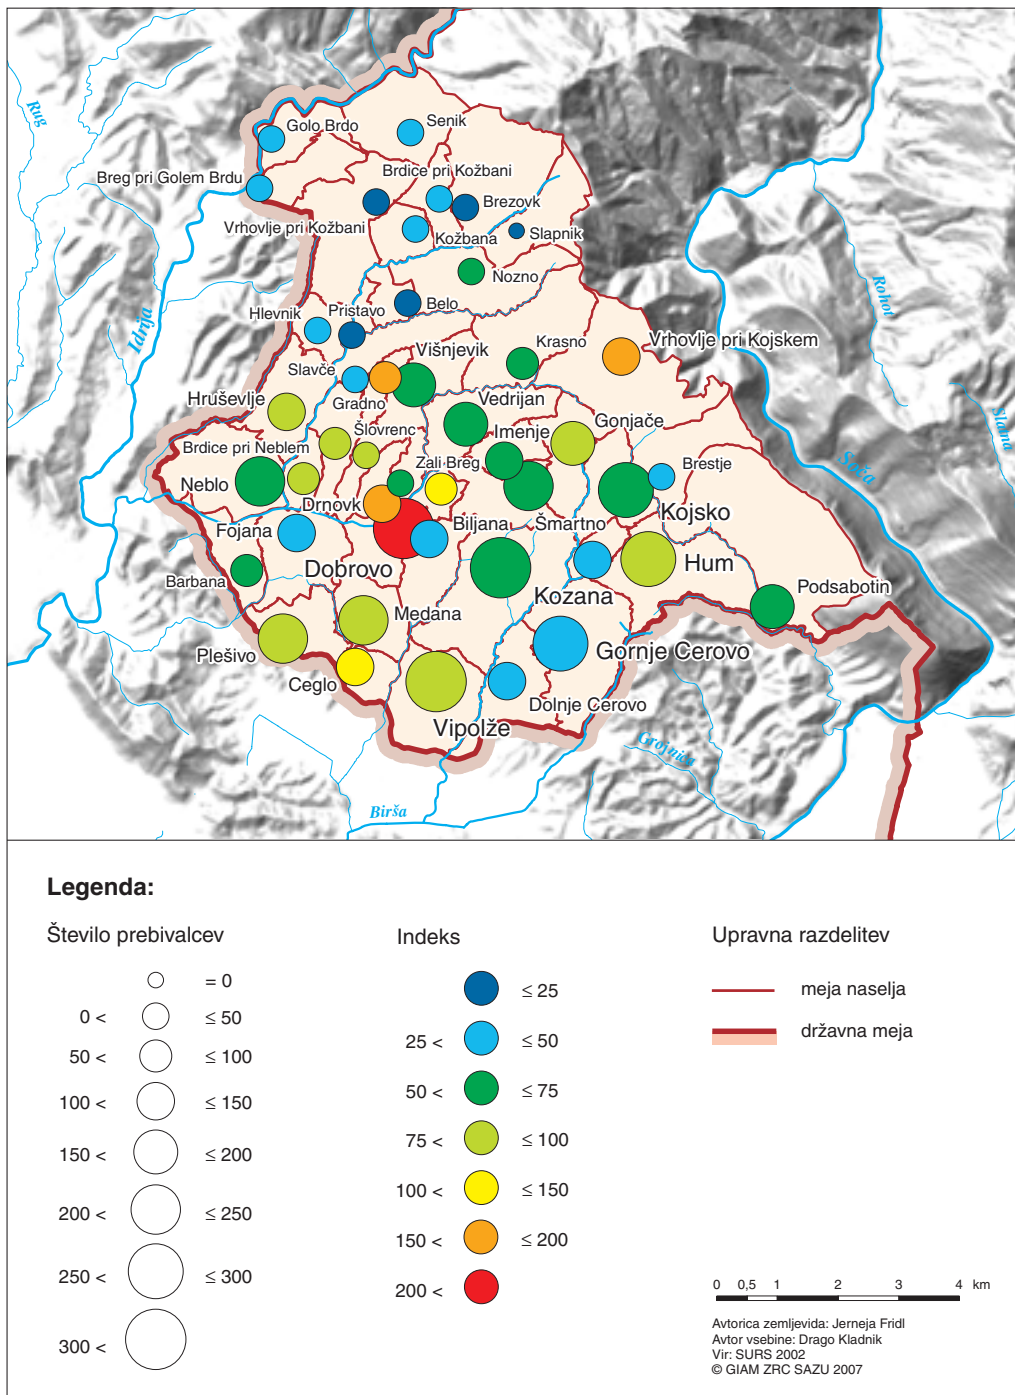 Rug
Golo Brdo
Senik
Breg pri Golem Brdu
Brdice pri Kožbani
Brezovk
Vrhovlje pri Kožbani
Kožbana
Slapnik
Nozno
Rohot
Idrija
Hlevnik
Pristavo
Belo
Krasno
Vrhovlje pri Kojskem
Višnjevik
Slavče
Hruševlje
Gradno
Vedrijan
Slama
Šlovrenc
Imenje
Gonjače
Brdice pri Neblem
Zali Breg
Brestje
Soča
Neblo
Drnovk
Kojsko
Fojana
Biljana
Šmartno
Dobrovo
Hum
Barbana
Kozana
Podsabotin
Medana
Plešivo
Gornje Cerovo
Ceglo
Dolnje Cerovo
Vipolže
Grojnica
Birša
Legenda:
Število prebivalcev
= 0
0 < ≤ 50
50 < ≤ 100
100 < ≤ 150
150 < ≤ 200
200 < ≤ 250
250 < ≤ 300
300 <
Indeks
≤ 25
25 < ≤ 50
50 < ≤ 75
75 < ≤ 100
100 < ≤ 150
150 < ≤ 200
200 <
Upravna razdelitev
meja naselja
državna meja
0 0,5 1 2 3 4 km
Avtorica zemljevida: Jerneja Fridl
Avtor vsebine: Drago Kladnik
Vir: SURS 2002
© GIAM ZRC SAZU 2007